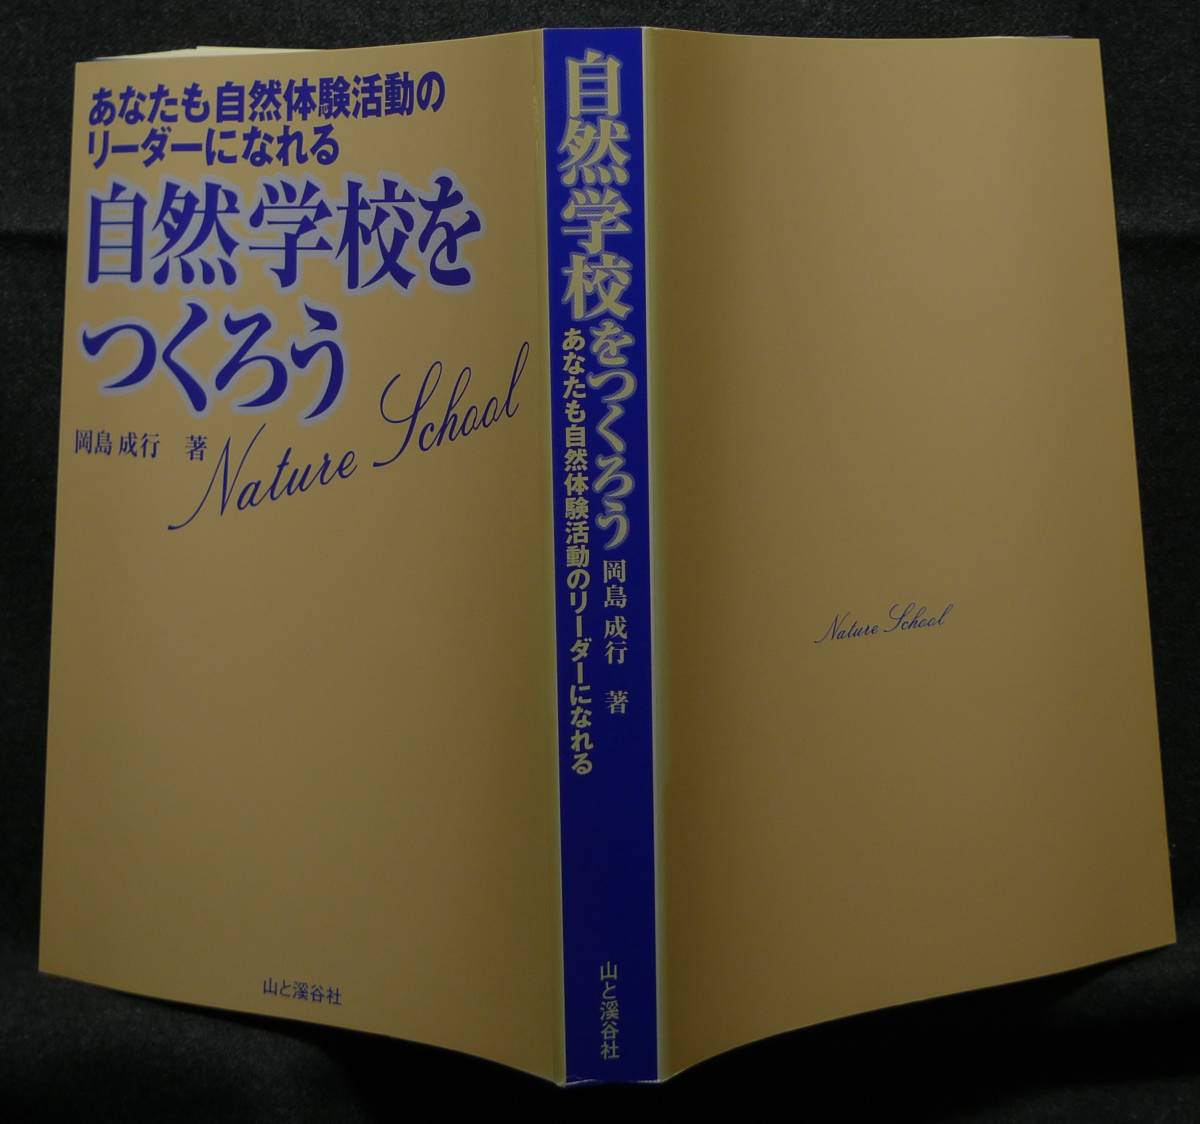 あなたも自然体験活動の
リーダーになれる
自然学校を
つくろう
岡島 成行 著
Nature School
山と溪谷社
自然学校をつくろう
あなたも自然体験活動のリーダーになれる
岡島 成行 著
山と溪谷社
Nature School